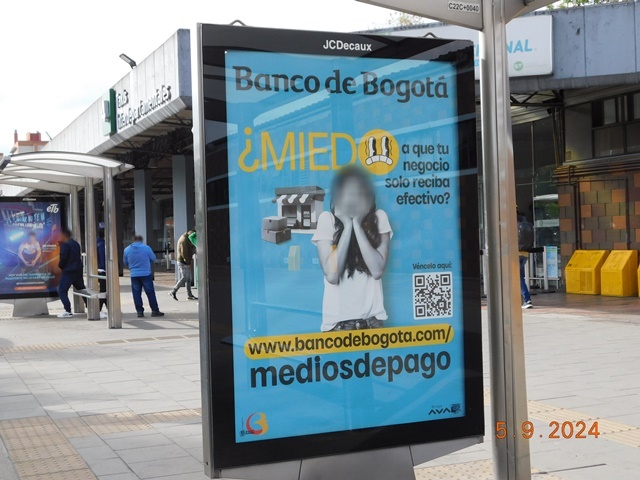 C22C+0040
JCDecaux
Banco de Bogotá
¿MIEDO
a que tu
negocio
solo reciba
efectivo?
Véncelo aquí:
www.bancodebogota.com/
mediosdepago
AVAL
etb
5.9.2024